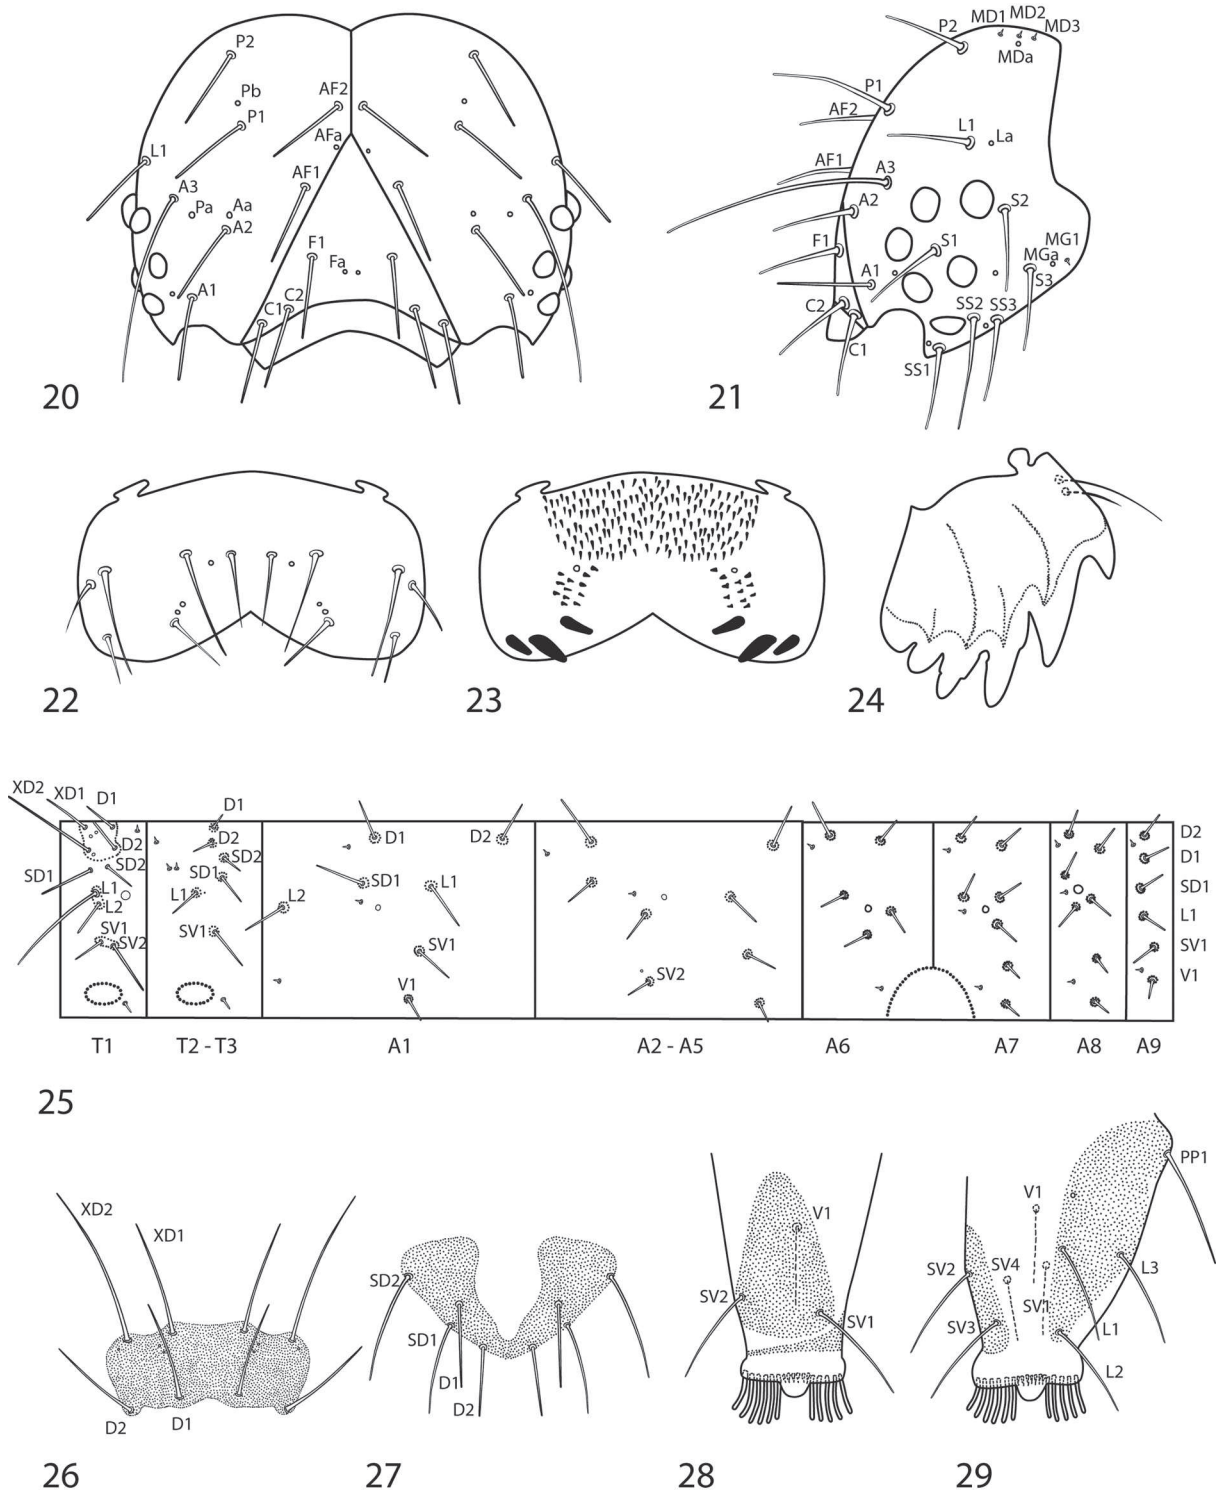 P2
Pb
AF2
P1
AFa
L1
AF1
A3
Pa
Aa
A2
F1
Fa
A1
C2
C1
20
MD1
MD2
MD3
P2
MDa
P1
AF2
L1
La
AF1
A3
A2
S2
F1
S1
MG1
MGa
A1
S3
C2
SS2
SS3
C1
SS1
21
22
23
24
XD2
XD1
D1
D1
D2
D2
SD2
SD2
SD1
SD1
L1
L1
L2
SV1
SV2
SV1
D1
D2
SD1
L1
L2
SV1
V1
SV2
D2
D1
SD1
L1
SV1
V1
T1
T2 - T3
A1
A2 - A5
A6
A7
A8
A9
25
XD2
XD1
D2
D1
26
SD2
SD1
D1
D2
27
V1
SV2
SV1
28
PP1
V1
SV2
SV4
L3
SV3
SV1
L1
L2
29